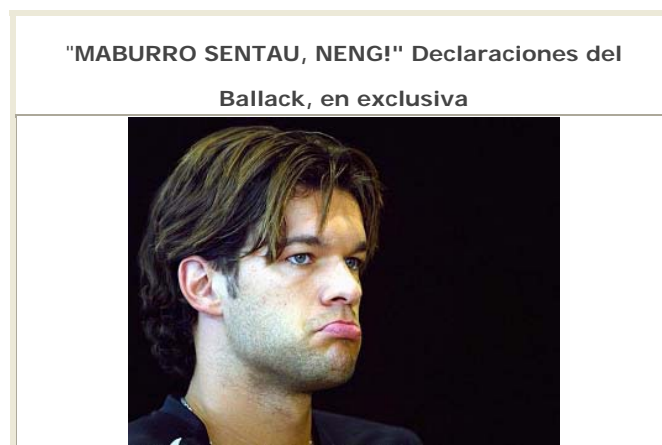 "MABURRO SENTAU, NENG!" Declaraciones del
Ballack, en exclusiva